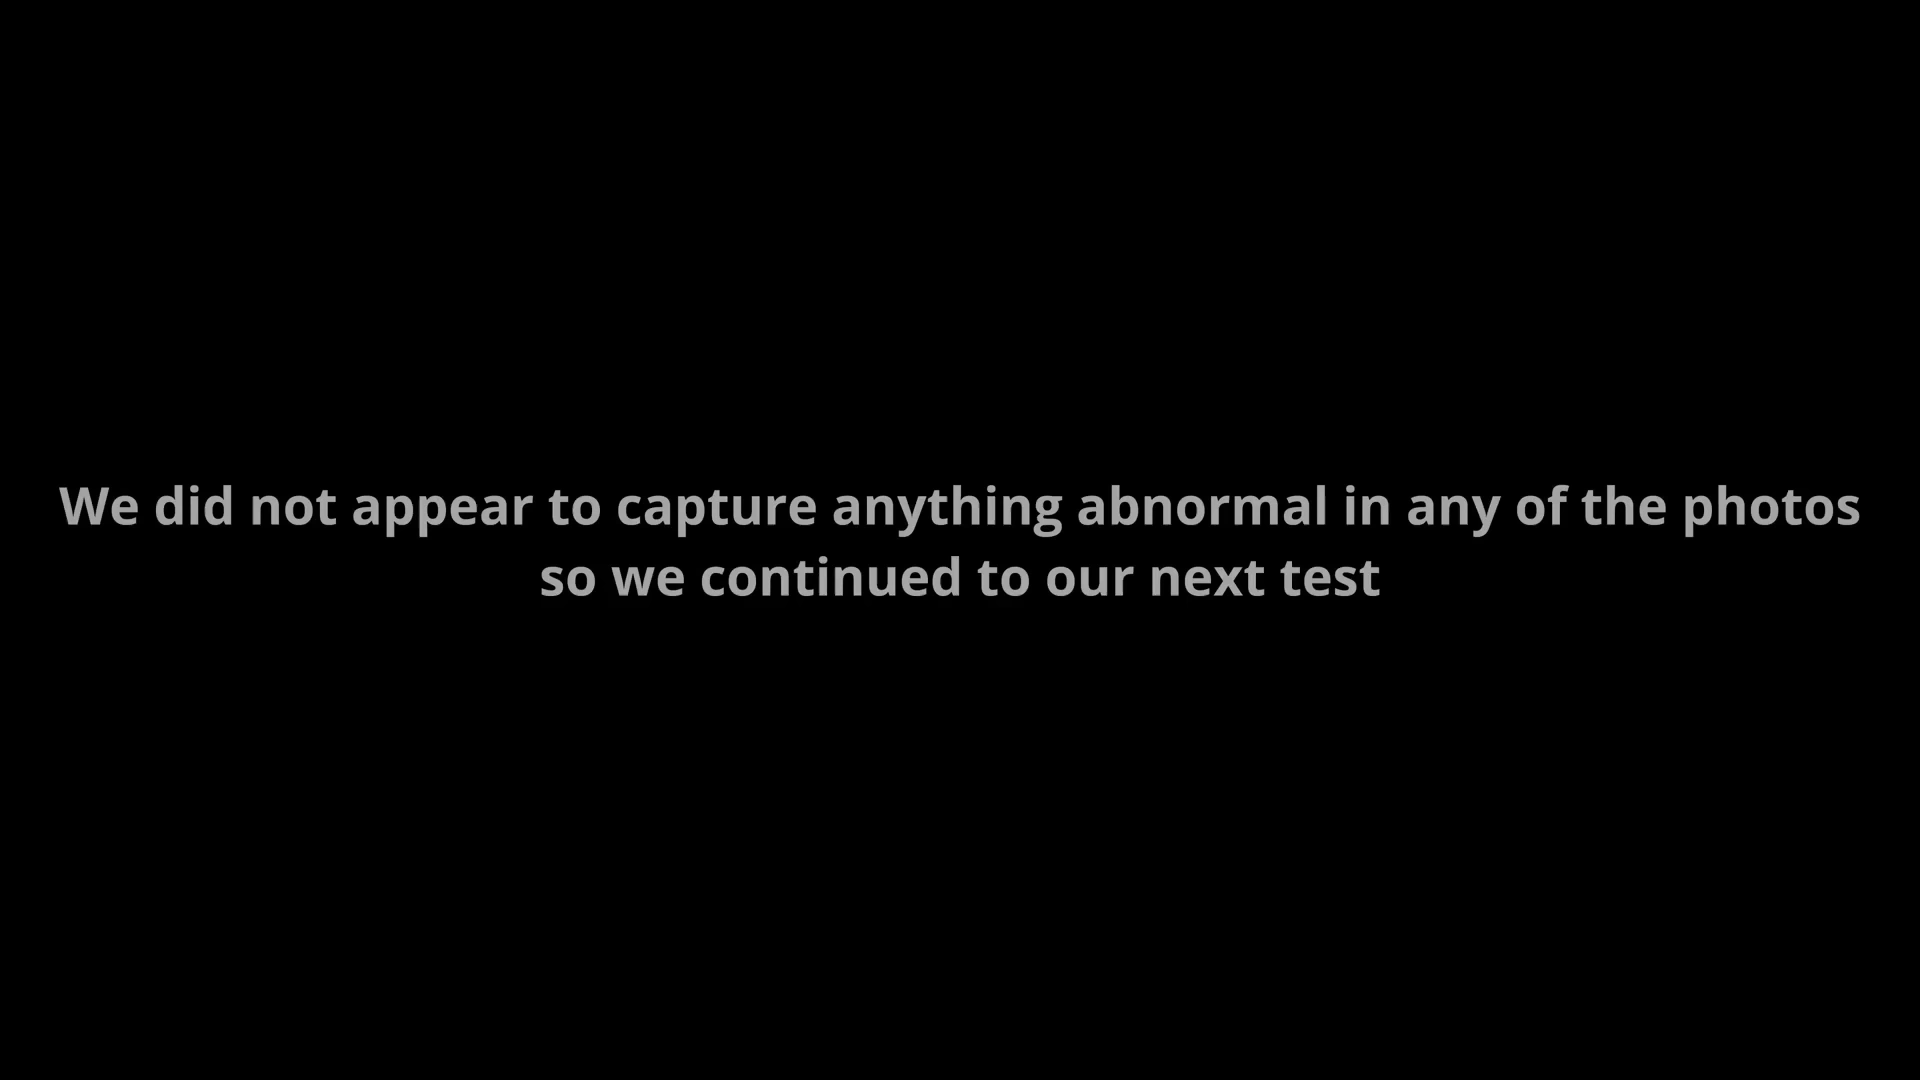 We did not appear to capture anything abnormal in any of the photos
so we continued to our next test